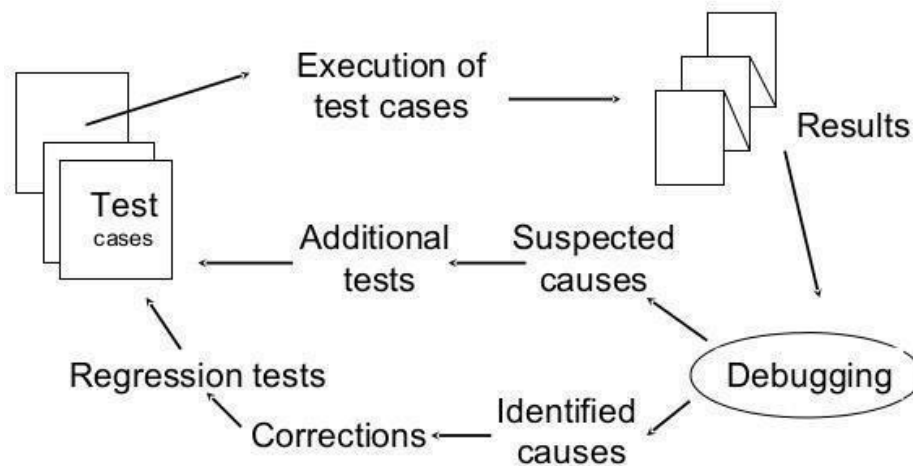 Execution of
test cases
Results
Test
cases
Additional
tests
Suspected
causes
Debugging
Regression tests
Identified
causes
Corrections